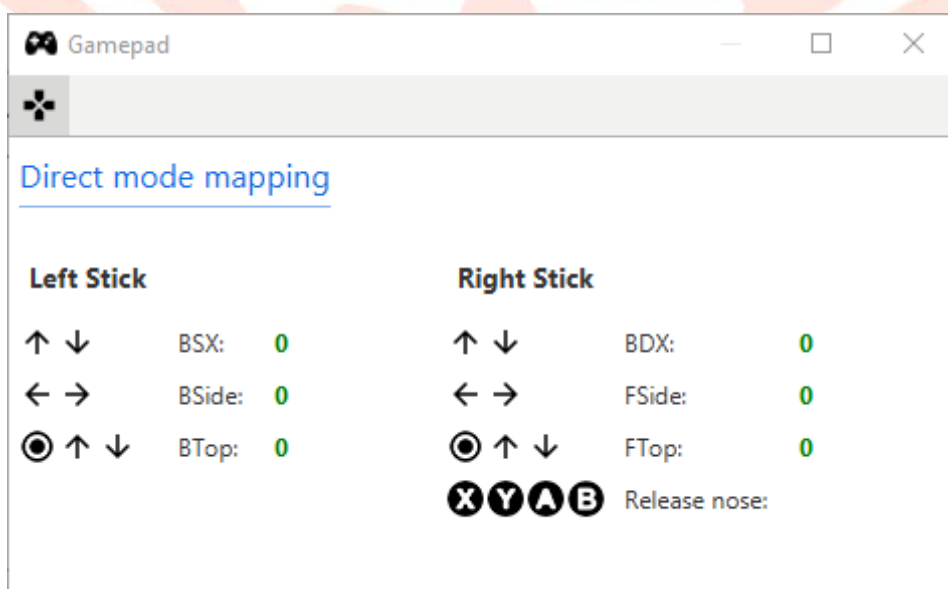 Gamepad
Direct mode mapping
Left Stick Right Stick
BSX: 0 BDX: 0
BSide: 0 FSide: 0
BTop: 0 FTop: 0
X Y A B Release nose: